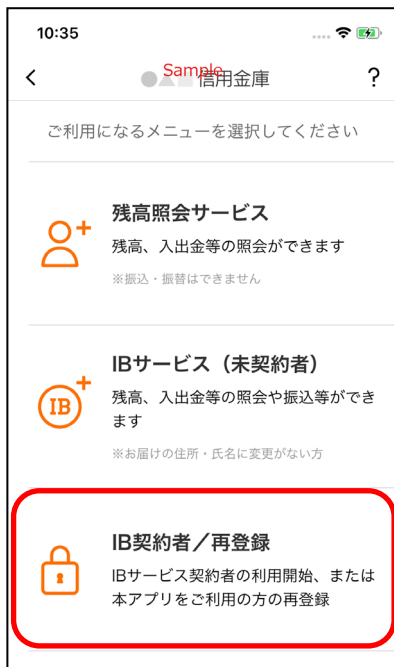 10:35
Sample
●▲■信用金庫
?
ご利用になるメニューを選択してください
残高照会サービス
残高、入出金等の照会ができます
※振込・振替はできません
IB
IBサービス（未契約者）
残高、入出金等の照会や振込等ができ
ます
※お届けの住所・氏名に変更がない方
IB契約者／再登録
IBサービス契約者の利用開始、または
本アプリをご利用の方の再登録